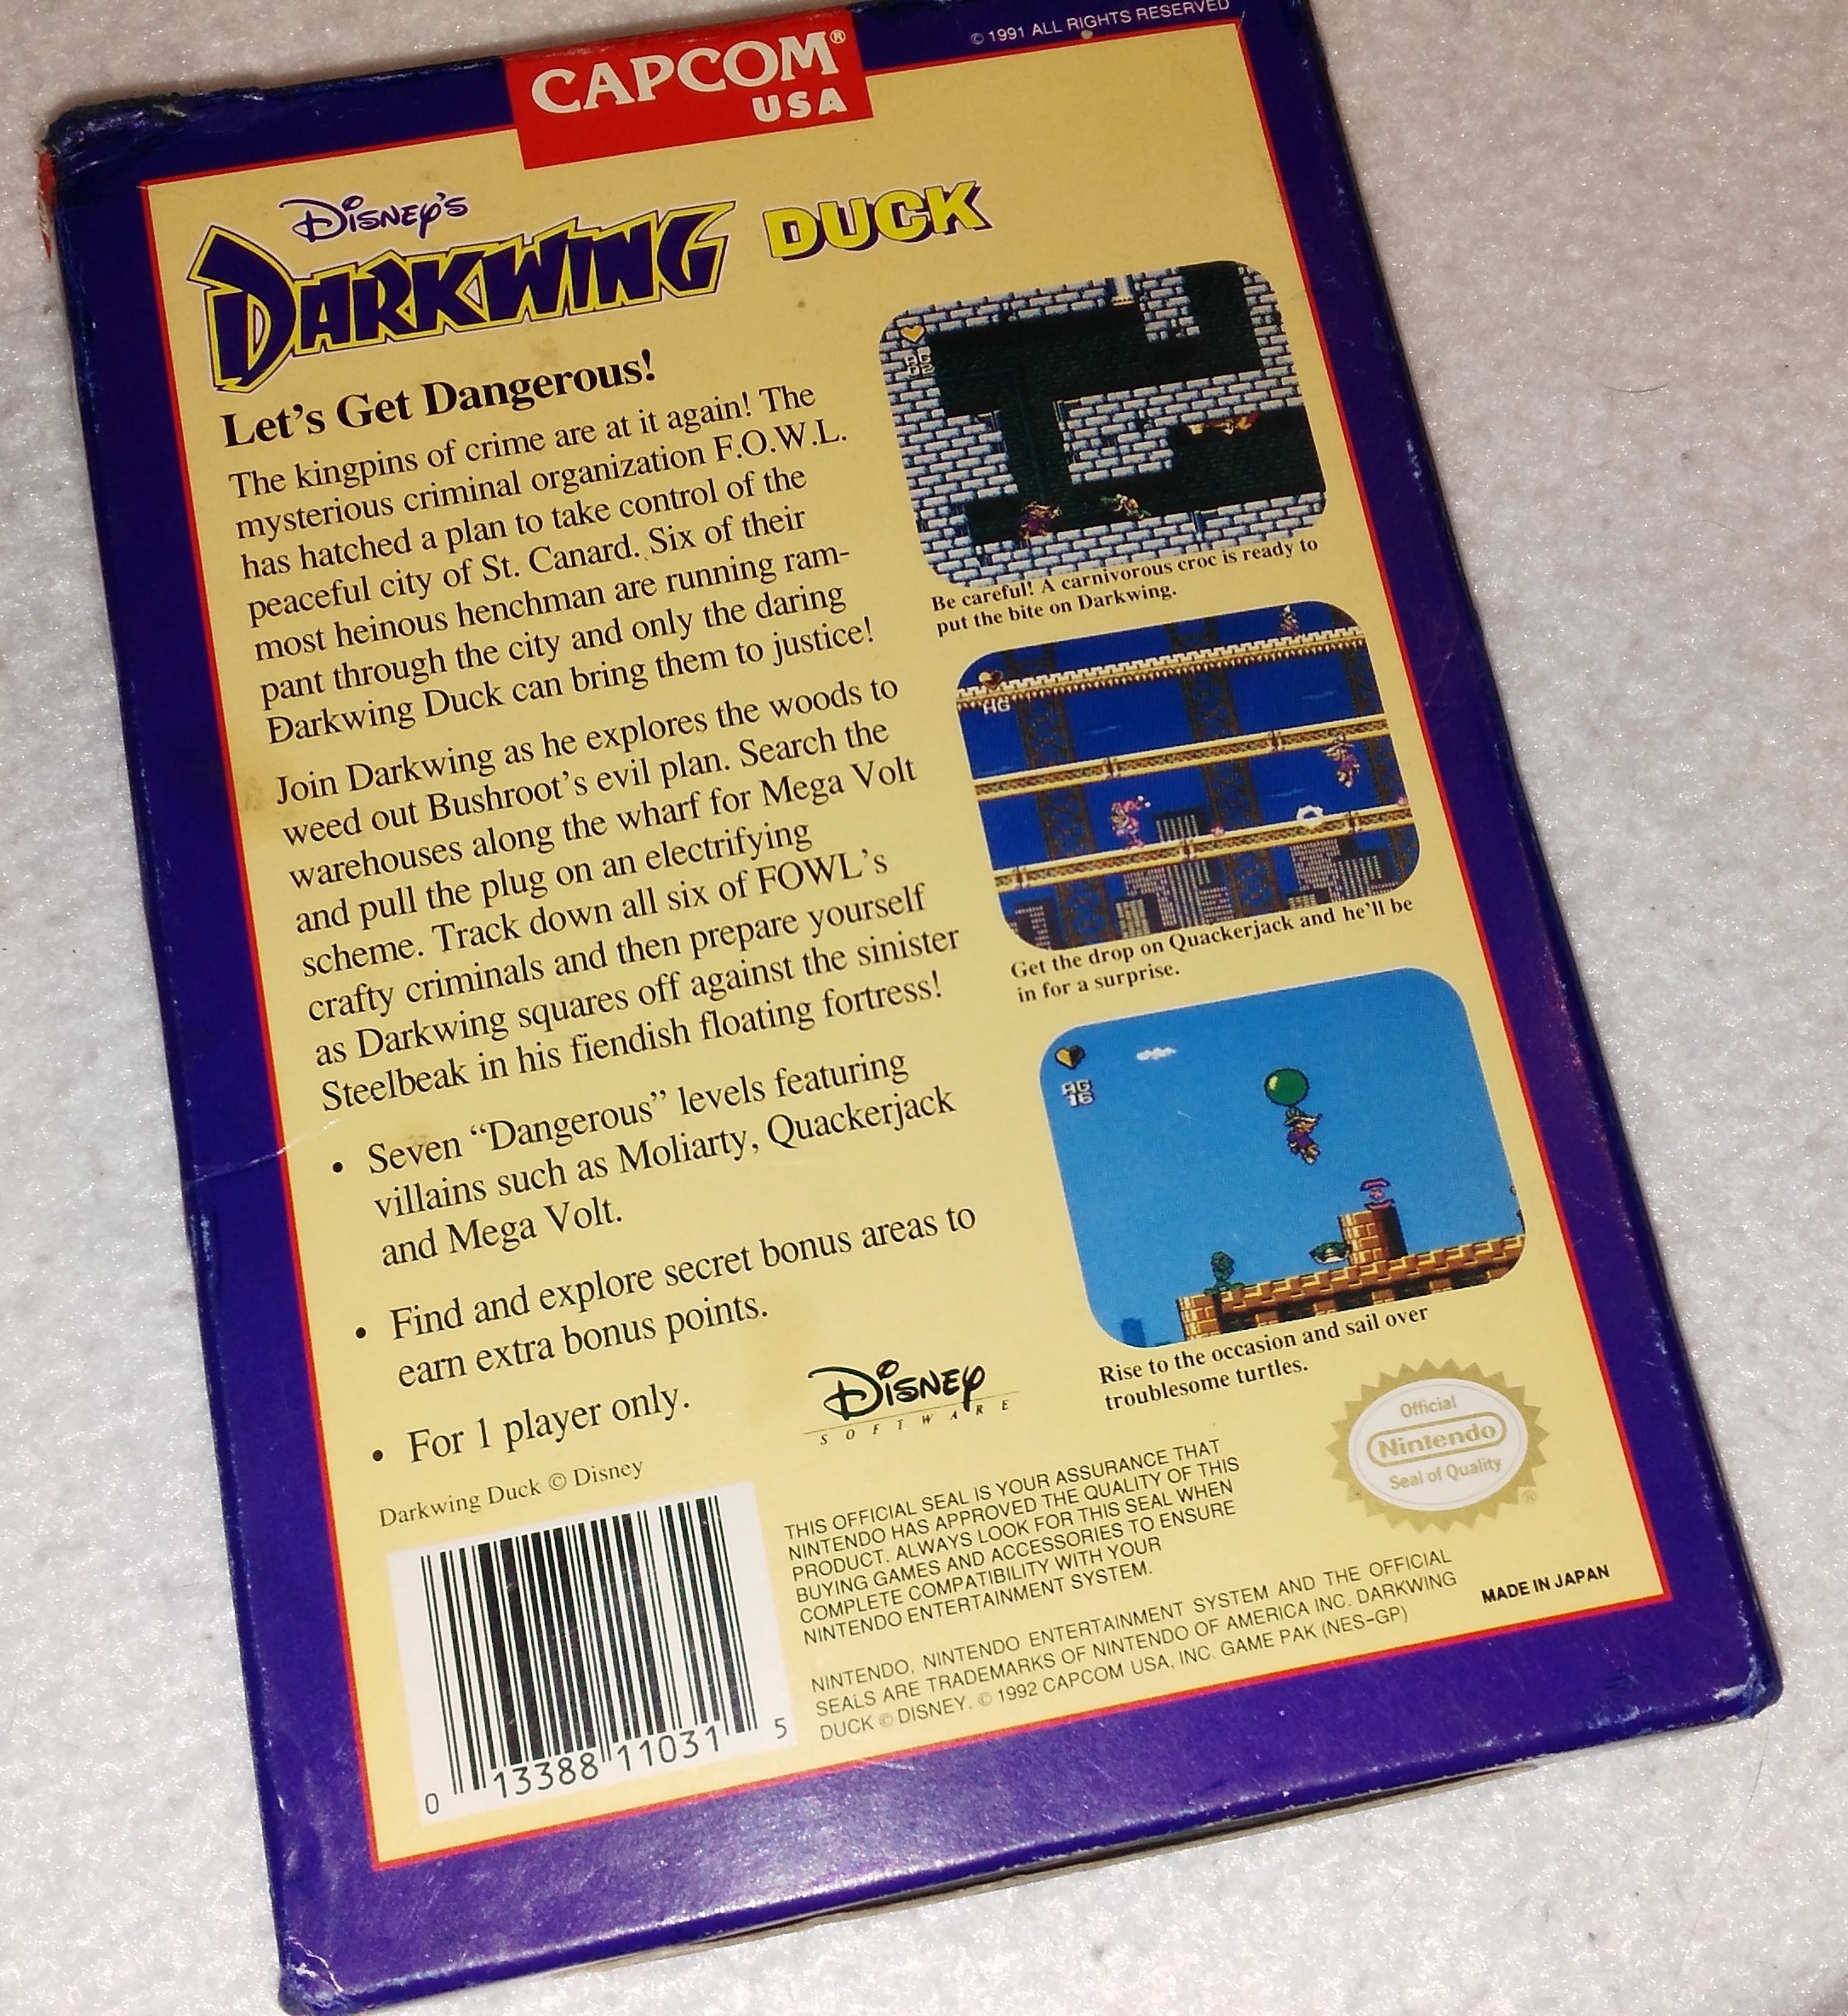 © 1991 ALL RIGHTS RESERVED
CAPCOM®
USA
DISNEY'S
DARKWING DUCK
Let's Get Dangerous!
The kingpins of crime are at it again! The
mysterious criminal organization F.O.W.L.
has hatched a plan to take control of the
peaceful city of St. Canard. Six of their
most heinous henchman are running ram-
pant through the city and only the daring
Darkwing Duck can bring them to justice!
Join Darkwing as he explores the woods to
weed out Bushroot's evil plan. Search the
warehouses along the wharf for Mega Volt
and pull the plug on an electrifying
scheme. Track down all six of FOWL's
crafty criminals and then prepare yourself
as Darkwing squares off against the sinister
Steelbeak in his fiendish floating fortress!
• Seven “Dangerous” levels featuring
villains such as Moliarty, Quackerjack
and Mega Volt.
• Find and explore secret bonus areas to
earn extra bonus points.
• For 1 player only.
Darkwing Duck © Disney
Be careful! A carnivorous croc is ready to
put the bite on Darkwing.
HG
Get the drop on Quackerjack and he'll be
in for a surprise.
AG
16
Rise to the occasion and sail over
troublesome turtles.
DISNEY
SOFTWARE
Official
Nintendo
Seal of Quality
®
THIS OFFICIAL SEAL IS YOUR ASSURANCE THAT
NINTENDO HAS APPROVED THE QUALITY OF THIS
PRODUCT. ALWAYS LOOK FOR THIS SEAL WHEN
BUYING GAMES AND ACCESSORIES TO ENSURE
COMPLETE COMPATIBILITY WITH YOUR
NINTENDO ENTERTAINMENT SYSTEM.
NINTENDO, NINTENDO ENTERTAINMENT SYSTEM AND THE OFFICIAL
SEALS ARE TRADEMARKS OF NINTENDO OF AMERICA INC. DARKWING
DUCK © DISNEY. © 1992 CAPCOM USA, INC. GAME PAK (NES-GP)
MADE IN JAPAN
0 13388 11031 5